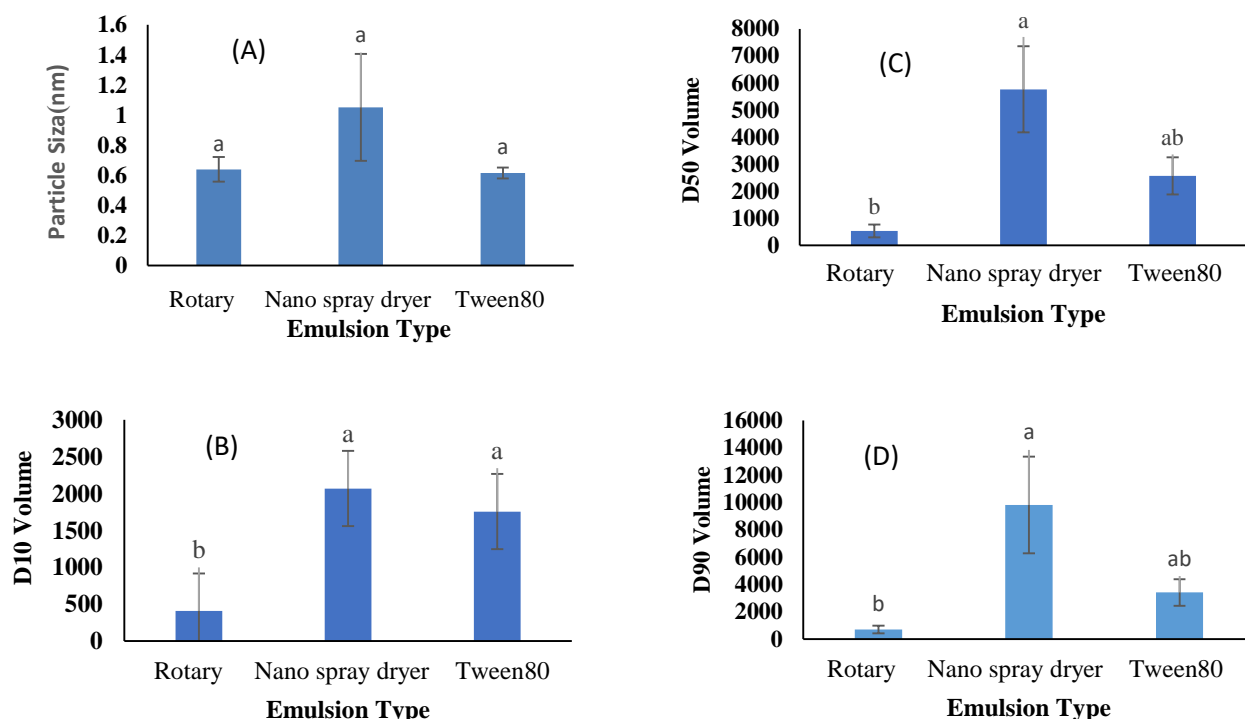 (A)
Particle Siza(nm)
1.6
1.4
1.2
1
0.8
0.6
0.4
0.2
0
a
a
a
Rotary Nano spray dryer Tween80
Emulsion Type
(C)
D50 Volume
8000
7000
6000
5000
4000
3000
2000
1000
0
b
a
ab
Rotary Nano spray dryer Tween80
Emulsion Type
(B)
D10 Volume
3000
2500
2000
1500
1000
500
0
b
a
a
Rotary Nano spray dryer Tween80
Emulsion Type
(D)
D90 Volume
16000
14000
12000
10000
8000
6000
4000
2000
0
b
a
ab
Rotary Nano spray dryer Tween80
Emulsion Type